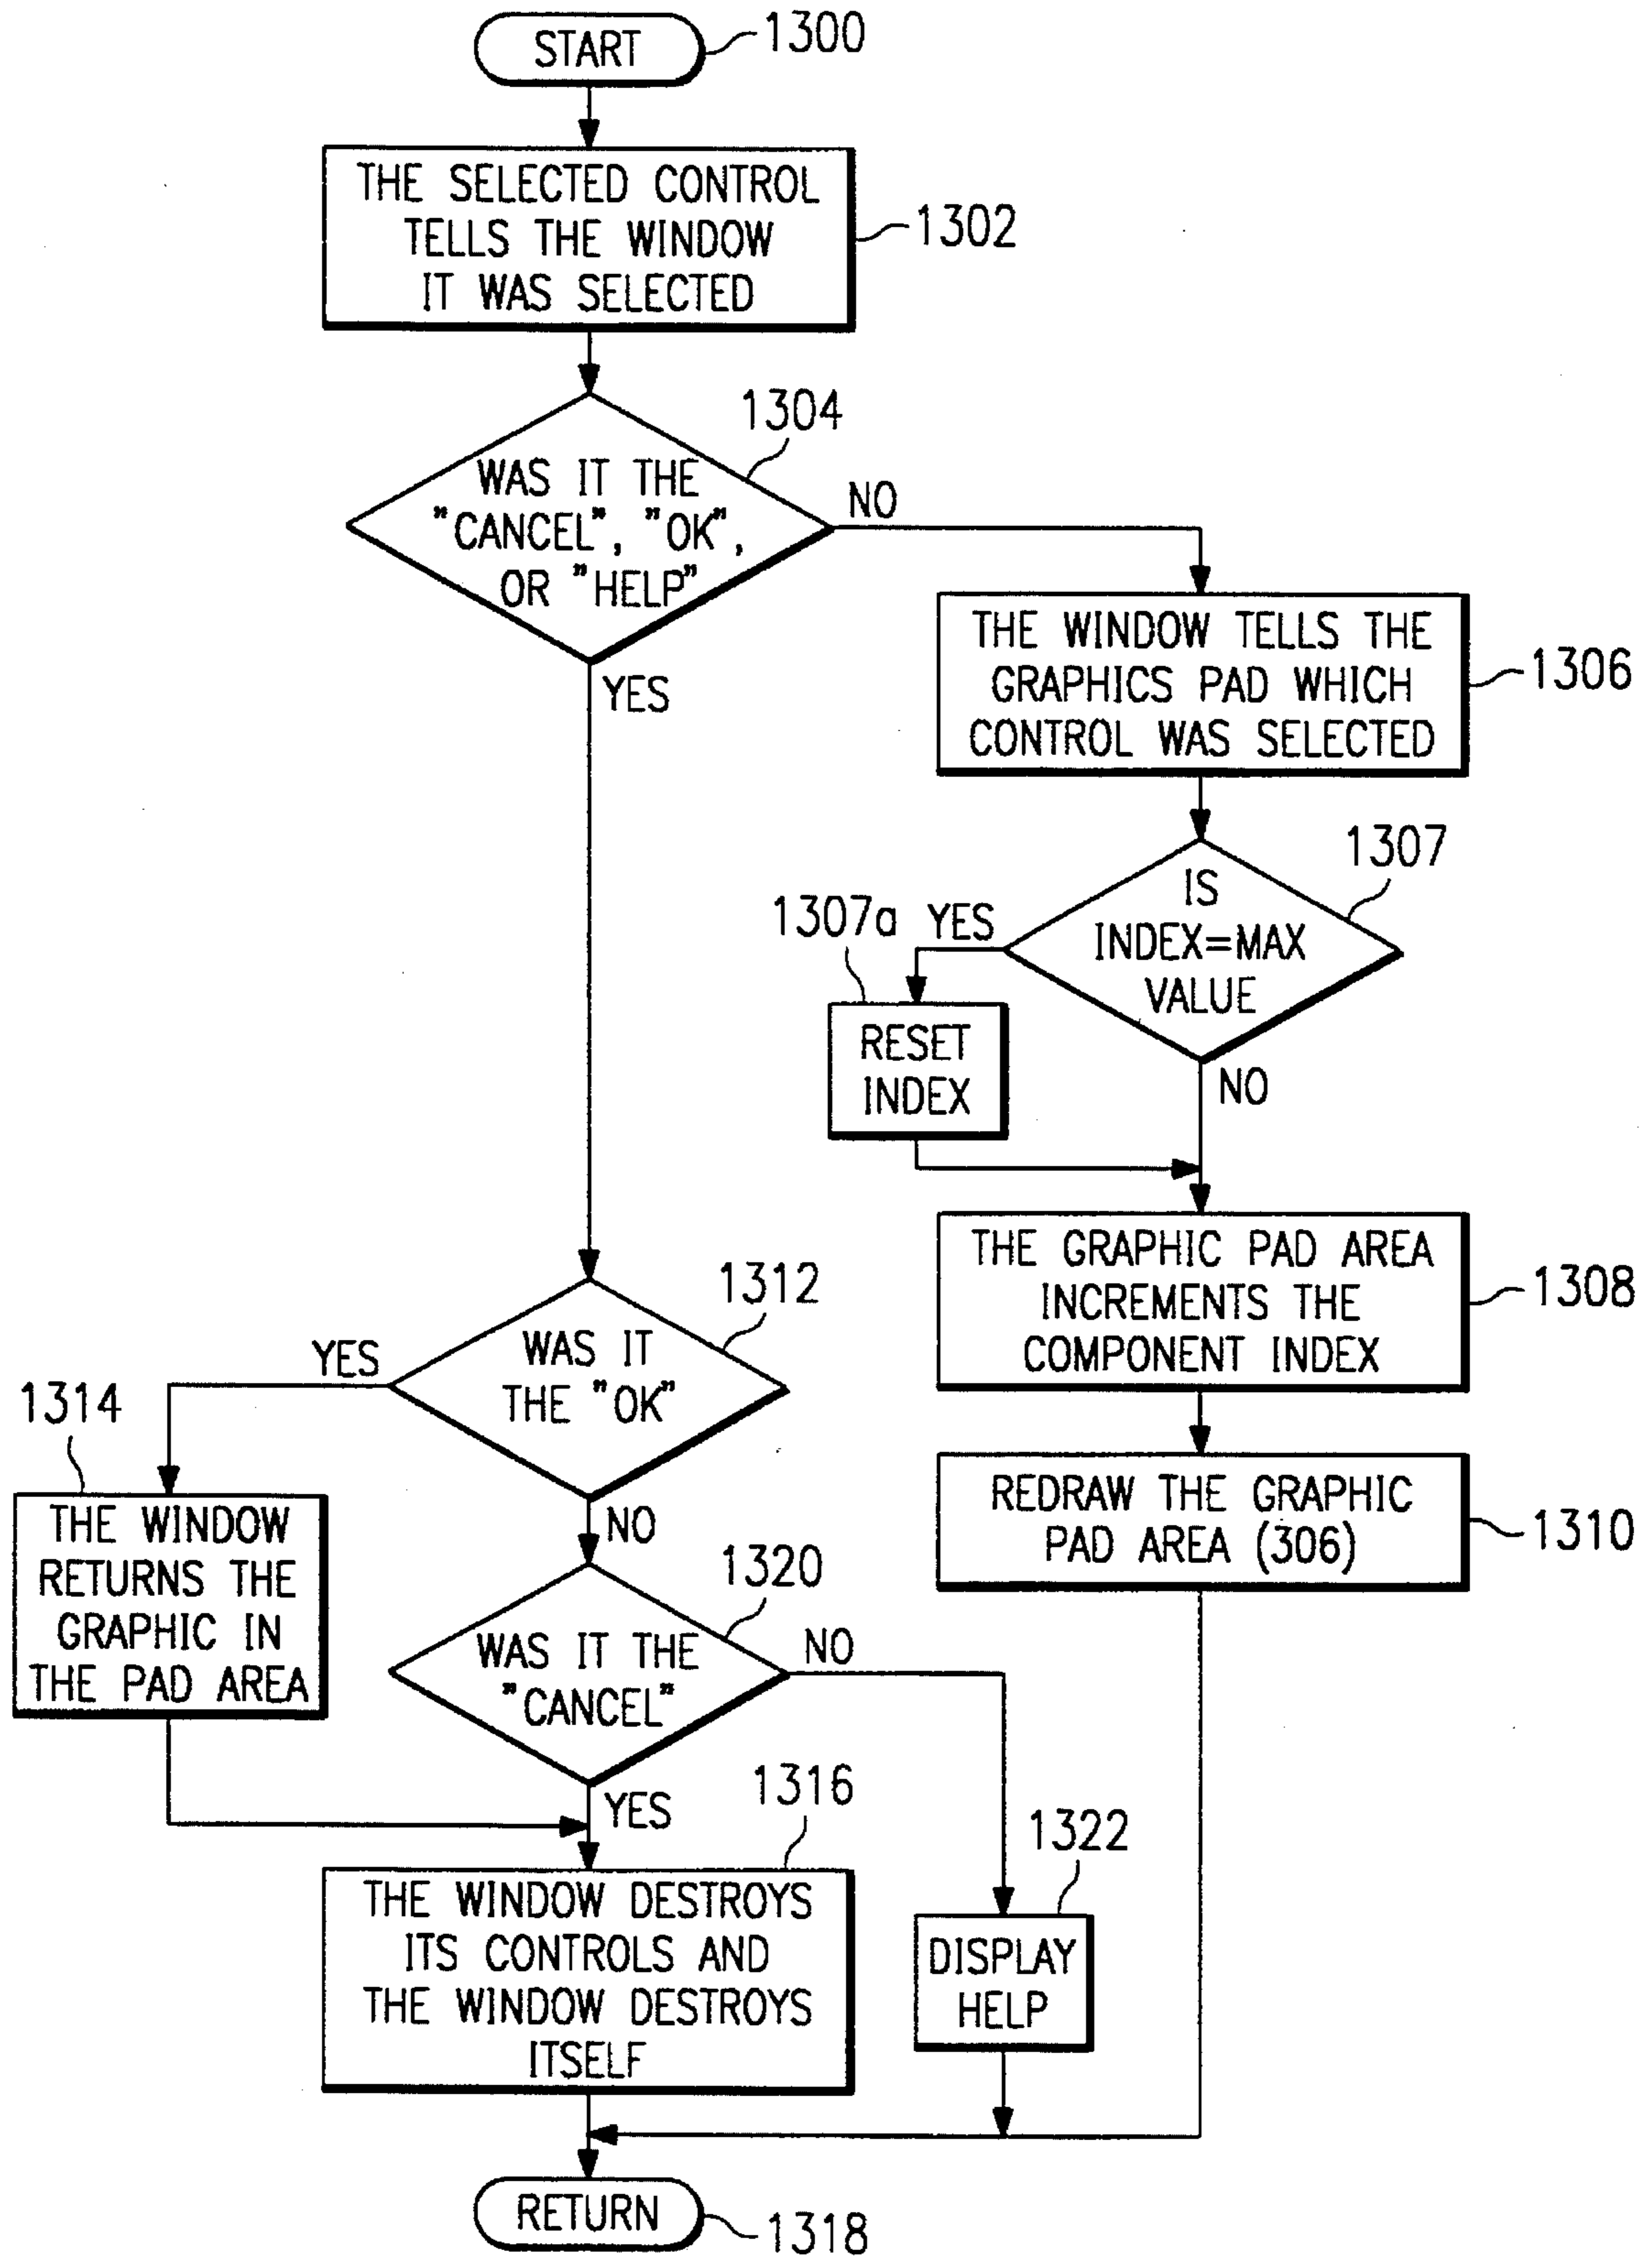 START
1300
THE SELECTED CONTROL
TELLS THE WINDOW
IT WAS SELECTED
1302
1304
WAS IT THE
"CANCEL", "OK",
OR "HELP"
NO
YES
THE WINDOW TELLS THE
GRAPHICS PAD WHICH
CONTROL WAS SELECTED
1306
1307
IS
INDEX=MAX
VALUE
YES
1307a
RESET
INDEX
NO
THE GRAPHIC PAD AREA
INCREMENTS THE
COMPONENT INDEX
1308
REDRAW THE GRAPHIC
PAD AREA (306)
1310
1312
WAS IT
THE "OK"
YES
1314
THE WINDOW
RETURNS THE
GRAPHIC IN
THE PAD AREA
NO
1320
WAS IT THE
"CANCEL"
NO
YES
1316
THE WINDOW DESTROYS
ITS CONTROLS AND
THE WINDOW DESTROYS
ITSELF
1322
DISPLAY
HELP
RETURN
1318